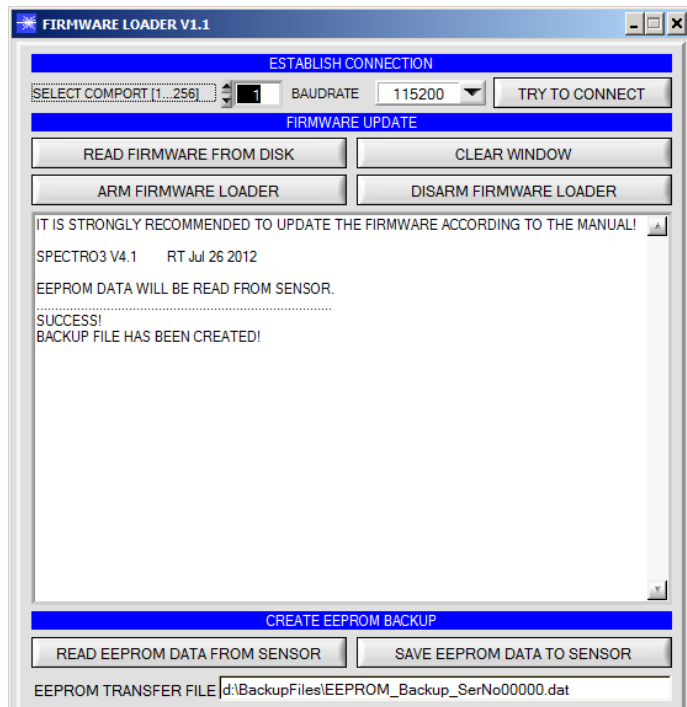 FIRMWARE LOADER V1.1
ESTABLISH CONNECTION
SELECT COMPORT [1...256] 1 BAUDRATE 115200 TRY TO CONNECT
FIRMWARE UPDATE
READ FIRMWARE FROM DISK CLEAR WINDOW
ARM FIRMWARE LOADER DISARM FIRMWARE LOADER
IT IS STRONGLY RECOMMENDED TO UPDATE THE FIRMWARE ACCORDING TO THE MANUAL!
SPECTRO3 V4.1 RT Jul 26 2012
EEPROM DATA WILL BE READ FROM SENSOR.
................................................................................
SUCCESS!
BACKUP FILE HAS BEEN CREATED!
CREATE EEPROM BACKUP
READ EEPROM DATA FROM SENSOR SAVE EEPROM DATA TO SENSOR
EEPROM TRANSFER FILE d:\BackupFiles\EEPROM_Backup_SerNo00000.dat